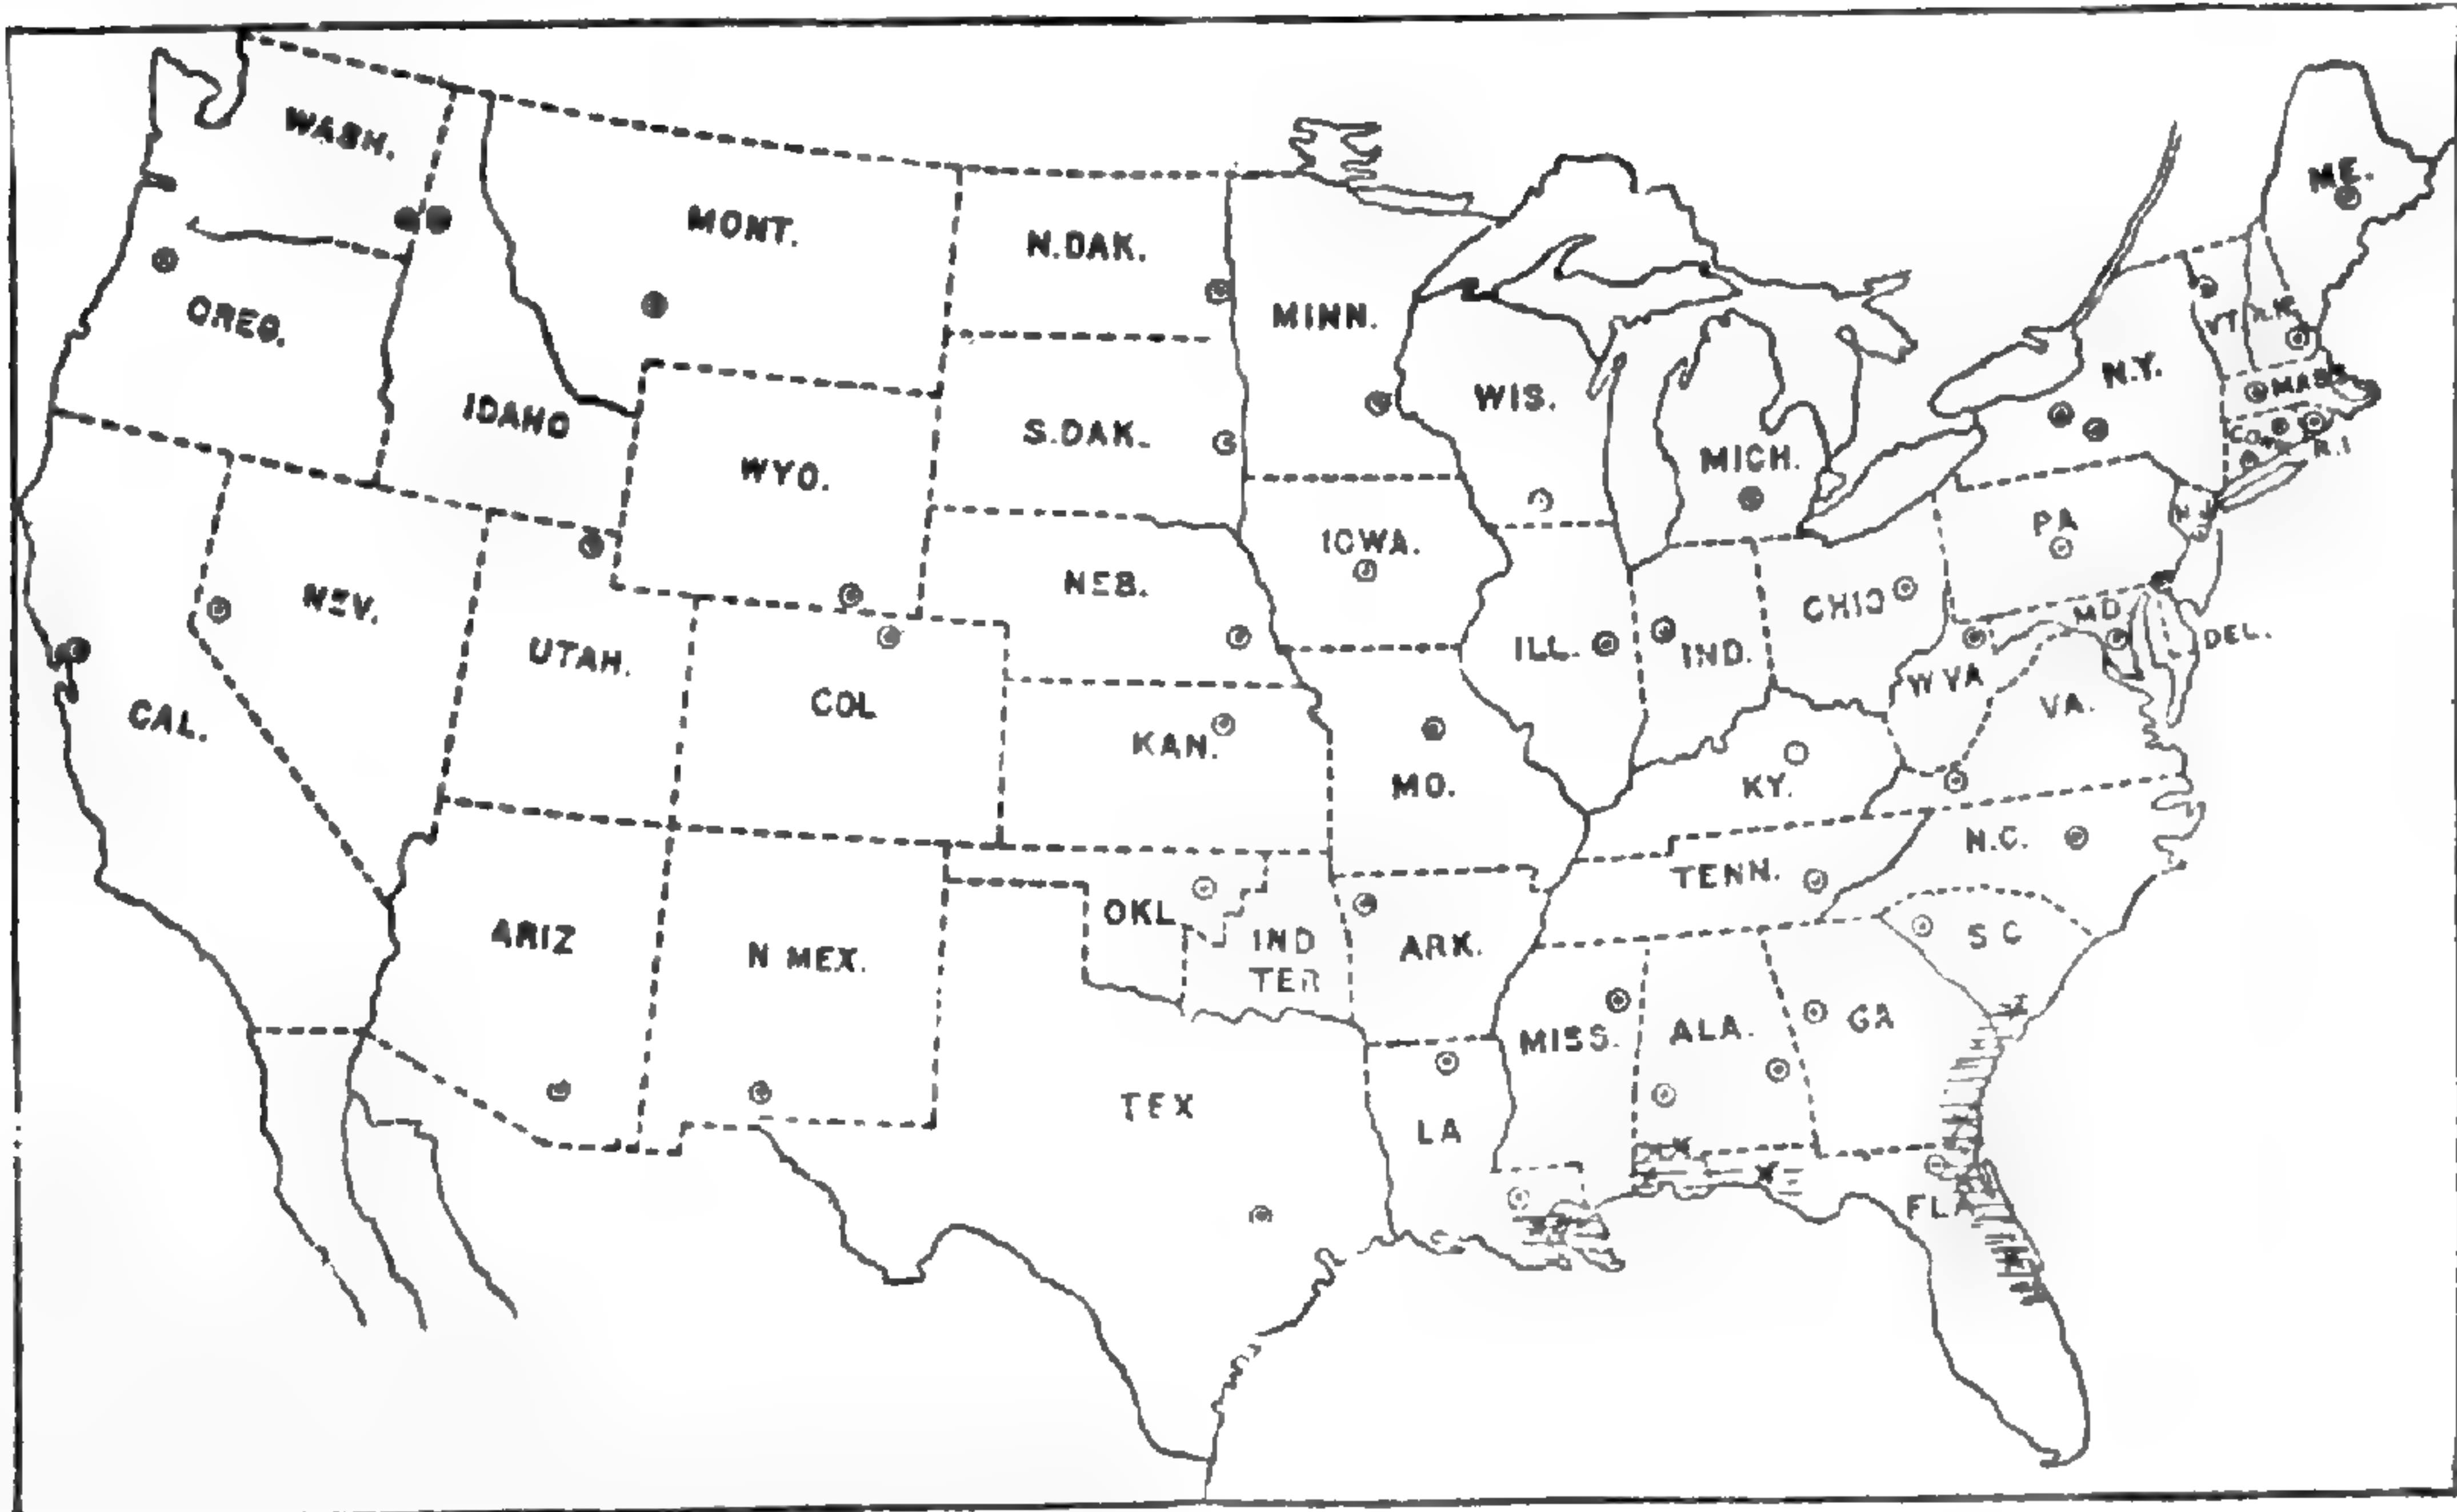 WASH.
ME.
MONT.
N.DAK.
OREG.
MINN.
VT.
N.Y.
MASS
IDAHO
WIS.
S.DAK.
CONN
R.I
MICH.
WYO.
PA
IOWA.
NEB.
NEV.
OHIO
MD
DEL.
UTAH.
ILL.
IND.
W VA
VA.
COL
CAL.
KAN.
MO.
KY.
N.C.
TENN.
OKL
ARIZ
N MEX.
IND
TER
ARK.
S C
MISS.
ALA.
GA
TEX
LA
FLA